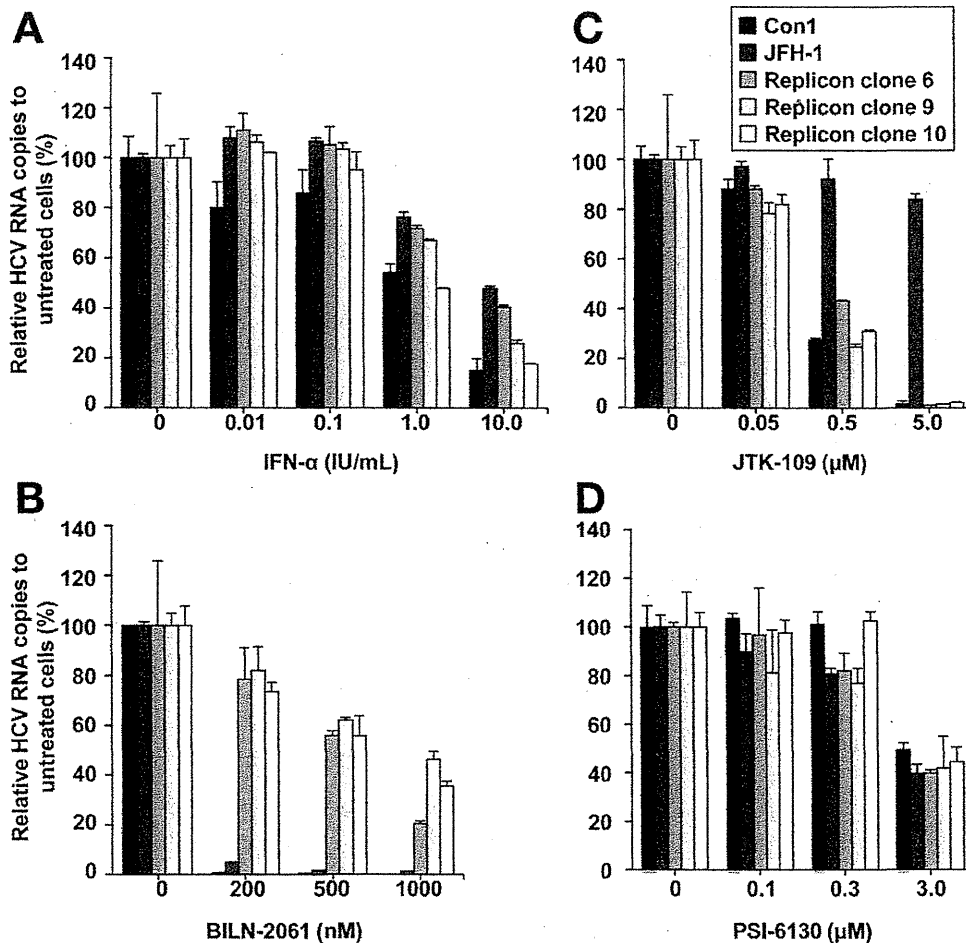 A
Relative HCV RNA copies to
untreated cells (%)
140
120
100
80
60
40
20
0
0 0.01 0.1 1.0 10.0
IFN-α (IU/mL)
C
Con1
JFH-1
Replicon clone 6
Replicon clone 9
Replicon clone 10
140
120
100
80
60
40
20
0
0 0.05 0.5 5.0
JTK-109 (µM)
B
Relative HCV RNA copies to
untreated cells (%)
140
120
100
80
60
40
20
0
0 200 500 1000
BILN-2061 (nM)
D
140
120
100
80
60
40
20
0
0 0.1 0.3 3.0
PSI-6130 (µM)